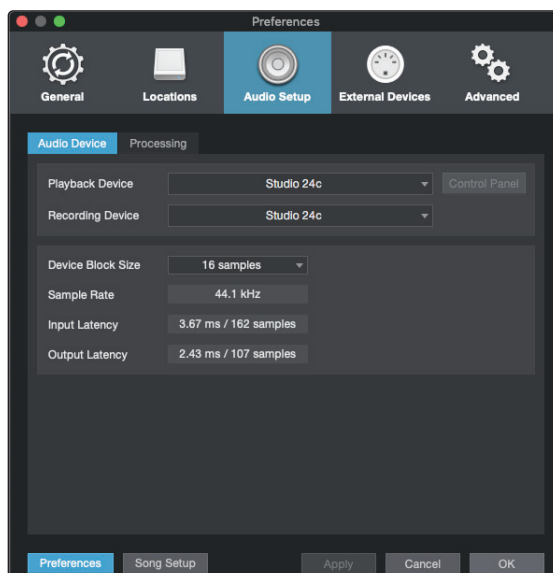 Preferences
General Locations Audio Setup External Devices Advanced
Audio Device Processing
Playback Device Studio 24c Control Panel
Recording Device Studio 24c
Device Block Size 16 samples
Sample Rate 44.1 kHz
Input Latency 3.67 ms / 162 samples
Output Latency 2.43 ms / 107 samples
Preferences Song Setup Apply Cancel OK